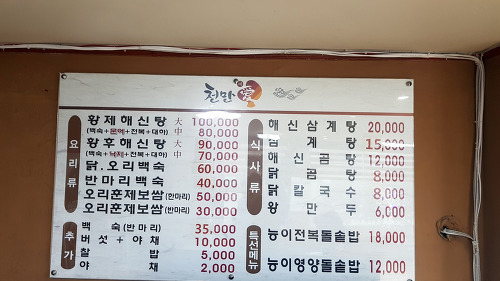 천만 愛
황제해신탕 大 100,000
(백숙+문어+전복+대하) 中 80,000
황후해신탕 大 90,000
(백숙+낙지+전복+대하) 中 70,000
닭.오리백숙 60,000
반마리백숙 40,000
오리훈제보쌈(한마리) 50,000
오리훈제보쌈(반마리) 30,000
요리류
백숙(반마리) 35,000
버섯+야채 10,000
찰밥 5,000
야채 2,000
추가
해신삼계탕 20,000
삼계탕 15,000
해신곰탕 12,000
닭곰탕 8,000
닭칼국수 8,000
왕만두 6,000
식사류
능이전복돌솥밥 18,000
능이영양돌솥밥 12,000
특선메뉴